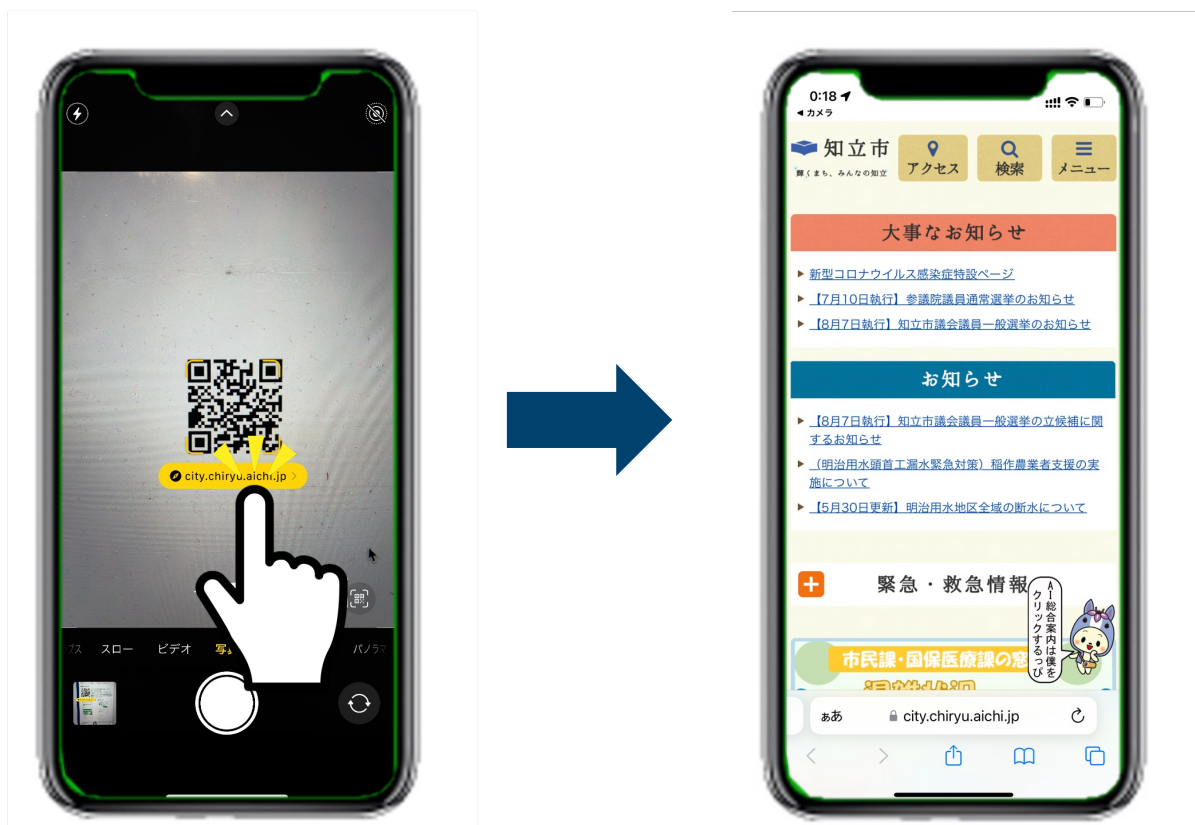 city.chiryu.aichi.jp
スロー ビデオ 写 パノラマ
0:18
カメラ
知立市
輝くまち、みんなの知立
アクセス
検索
メニュー
大事なお知らせ
新型コロナウイルス感染症特設ページ
【7月10日執行】参議院議員通常選挙のお知らせ
【8月7日執行】知立市議会議員一般選挙のお知らせ
お知らせ
【8月7日執行】知立市議会議員一般選挙の立候補に関
するお知らせ
（明治用水頭首工漏水緊急対策）稲作農業者支援の実
施について
【5月30日更新】明治用水地区全域の断水について
緊急・救急情報
AI総合案内は僕を
クリックするっぴ
市民課・国保医療課の窓
ぁあ
city.chiryu.aichi.jp